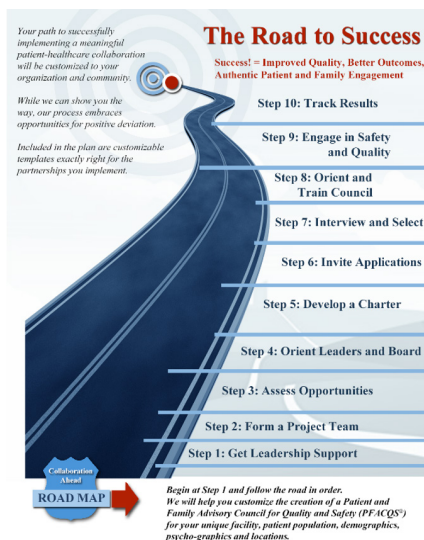 Your path to successfully
implementing a meaningful
patient-healthcare collaboration
will be customized to your
organization and community.
While we can show you the
way, our process embraces
opportunities for positive deviation.
Included in the plan are customizable
templates exactly right for the
partnerships you implement.
The Road to Success
Success! = Improved Quality, Better Outcomes,
Authentic Patient and Family Engagement
Step 10: Track Results
Step 9: Engage in Safety
and Quality
Step 8: Orient and
Train Council
Step 7: Interview and Select
Step 6: Invite Applications
Step 5: Develop a Charter
Step 4: Orient Leaders and Board
Step 3: Assess Opportunities
Step 2: Form a Project Team
Step 1: Get Leadership Support
Collaboration
Ahead
ROAD MAP
Begin at Step 1 and follow the road in order.
We will help you customize the creation of a Patient and
Family Advisory Council for Quality and Safety (PFACQS®)
for your unique facility, patient population, demographics,
psycho-graphics and locations.